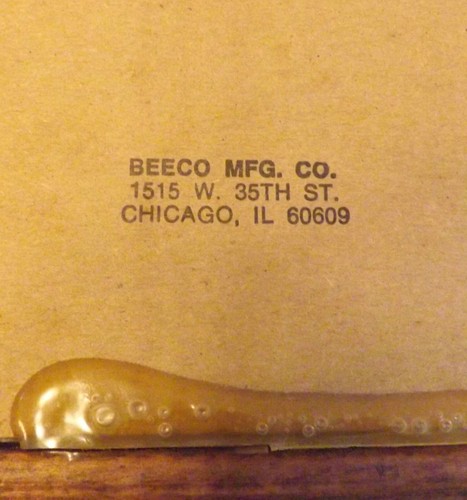 BEECO MFG. CO.
1515 W. 35TH ST.
CHICAGO, IL 60609